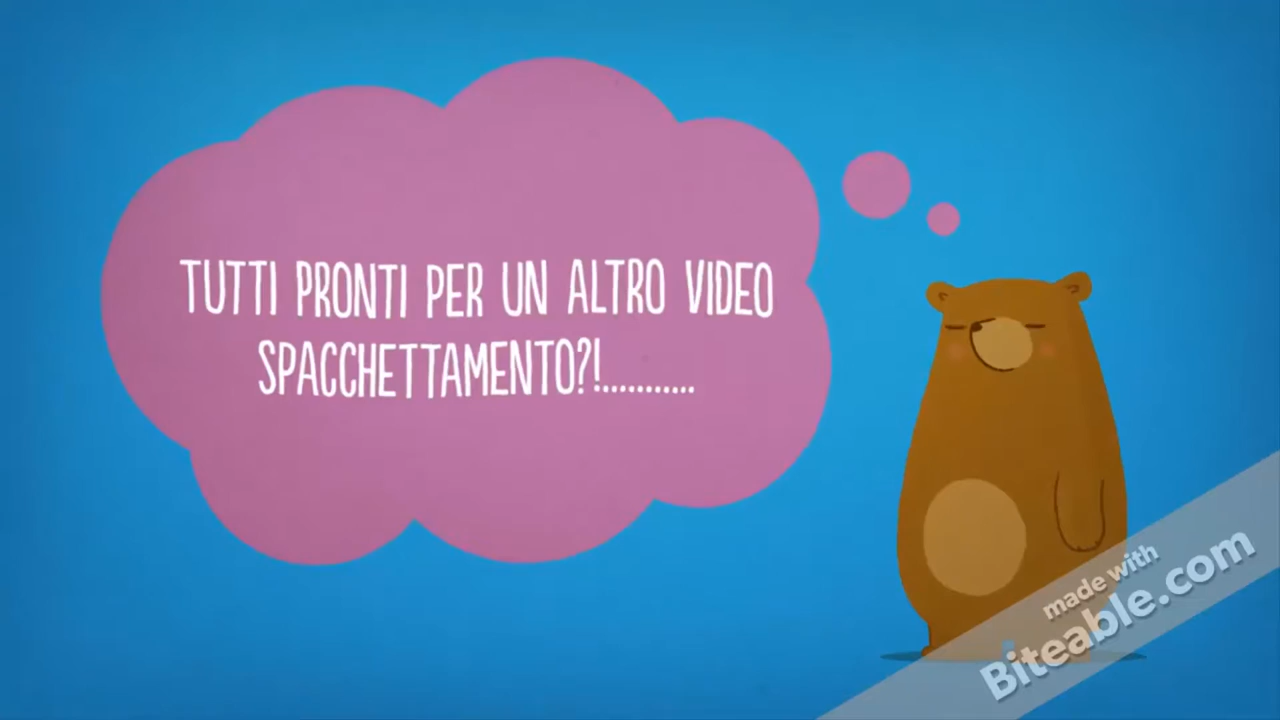 TUTTI PRONTI PER UN ALTRO VIDEO
SPACCHETTAMENTO?!...........
made with
Biteable.com